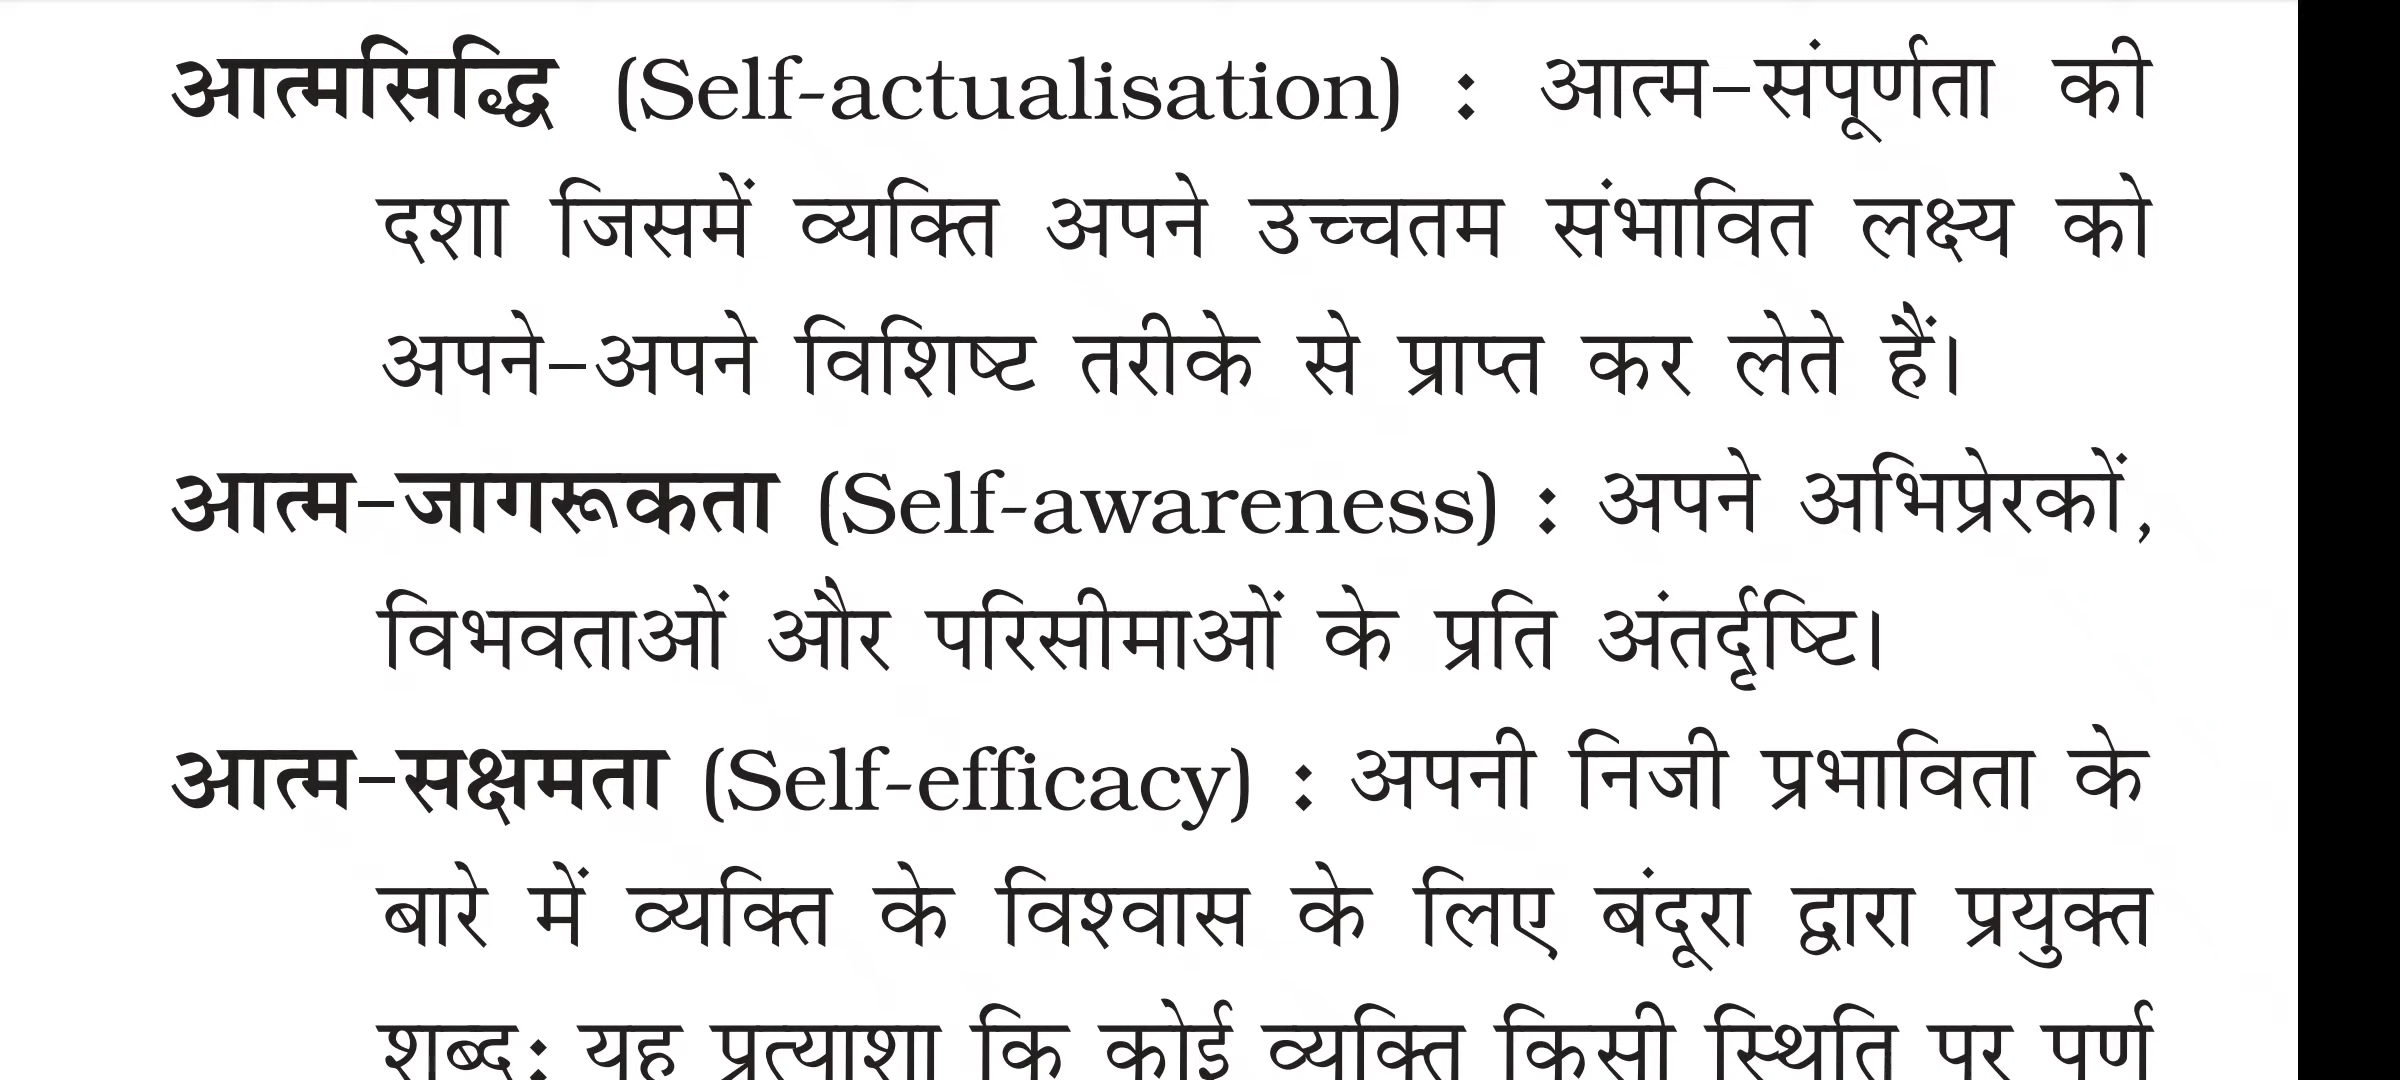 आत्मसिद्धि (Self-actualisation) : आत्म-संपूर्णता की
दशा जिसमें व्यक्ति अपने उच्चतम संभावित लक्ष्य को
अपने-अपने विशिष्ट तरीके से प्राप्त कर लेते हैं।
आत्म-जागरूकता (Self-awareness) : अपने अभिप्रेरकों,
विभवताओं और परिसीमाओं के प्रति अंतर्दृष्टि।
आत्म-सक्षमता (Self-efficacy) : अपनी निजी प्रभाविता के
बारे में व्यक्ति के विश्वास के लिए बंदूरा द्वारा प्रयुक्त
शब्द: यह प्रत्याशा कि कोई व्यक्ति किसी स्थिति पर